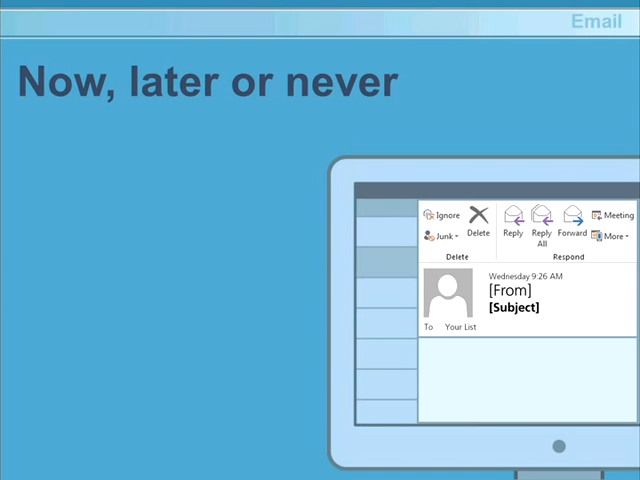 Email
Now, later or never
Ignore
Junk
Delete
Delete
Reply
Reply All
Forward
Meeting
More
Respond
Wednesday 9:26 AM
[From]
[Subject]
To Your List